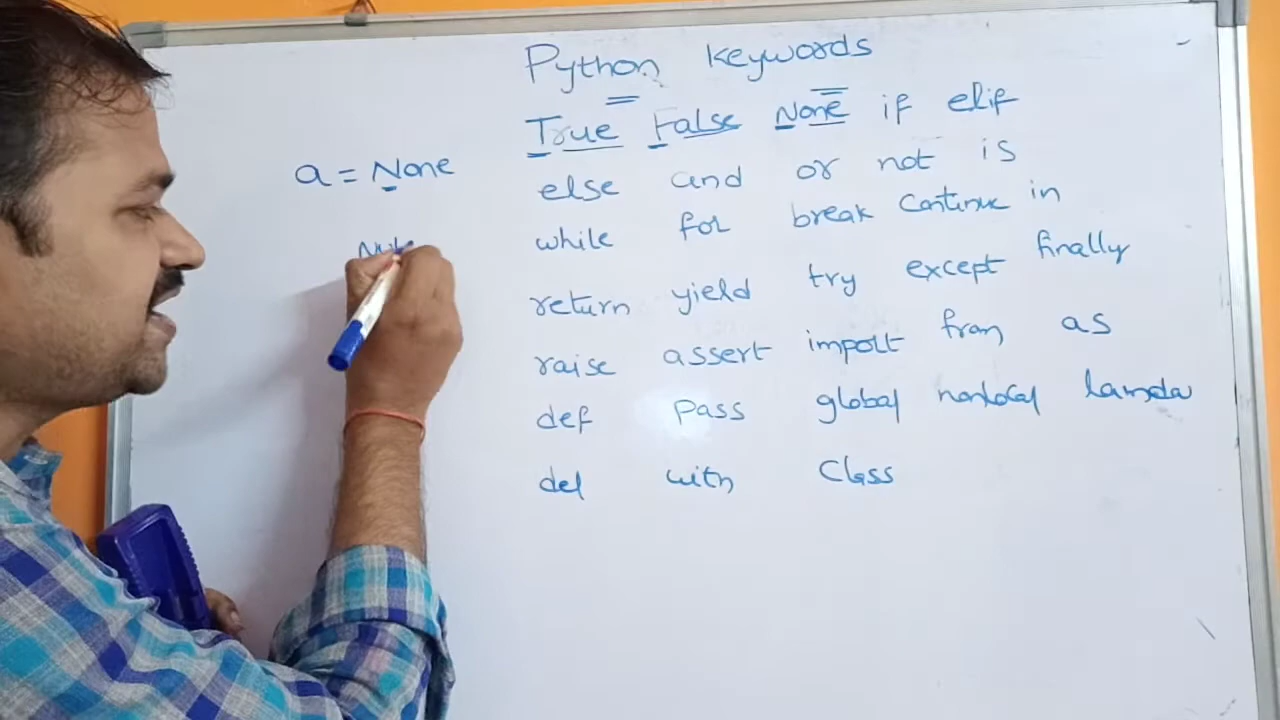 Python keywords
True False None if elif
a = None
else and or not is
while for break continue in
return yield try except finally
raise assert import from as
def pass global nonlocal lamda
del with class